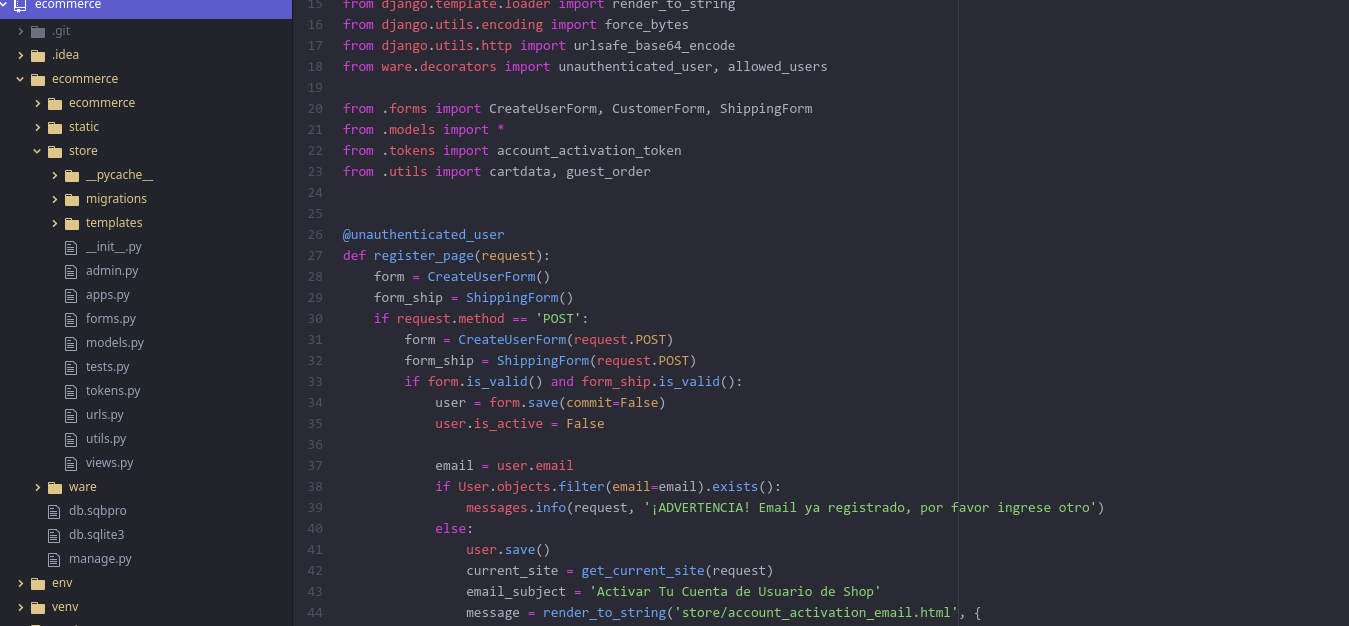 ecommerce
.git
.idea
ecommerce
ecommerce
static
store
__pycache__
migrations
templates
__init__.py
admin.py
apps.py
forms.py
models.py
tests.py
tokens.py
urls.py
utils.py
views.py
ware
db.sqbpro
db.sqlite3
manage.py
env
venv
15 from django.template.loader import render_to_string
16 from django.utils.encoding import force_bytes
17 from django.utils.http import urlsafe_base64_encode
18 from ware.decorators import unauthenticated_user, allowed_users
19
20 from .forms import CreateUserForm, CustomerForm, ShippingForm
21 from .models import *
22 from .tokens import account_activation_token
23 from .utils import cartdata, guest_order
24
25
26 @unauthenticated_user
27 def register_page(request):
28     form = CreateUserForm()
29     form_ship = ShippingForm()
30     if request.method == 'POST':
31         form = CreateUserForm(request.POST)
32         form_ship = ShippingForm(request.POST)
33         if form.is_valid() and form_ship.is_valid():
34             user = form.save(commit=False)
35             user.is_active = False
36
37             email = user.email
38             if User.objects.filter(email=email).exists():
39                 messages.info(request, '¡ADVERTENCIA! Email ya registrado, por favor ingrese otro')
40             else:
41                 user.save()
42                 current_site = get_current_site(request)
43                 email_subject = 'Activar Tu Cuenta de Usuario de Shop'
44                 message = render_to_string('store/account_activation_email.html', {